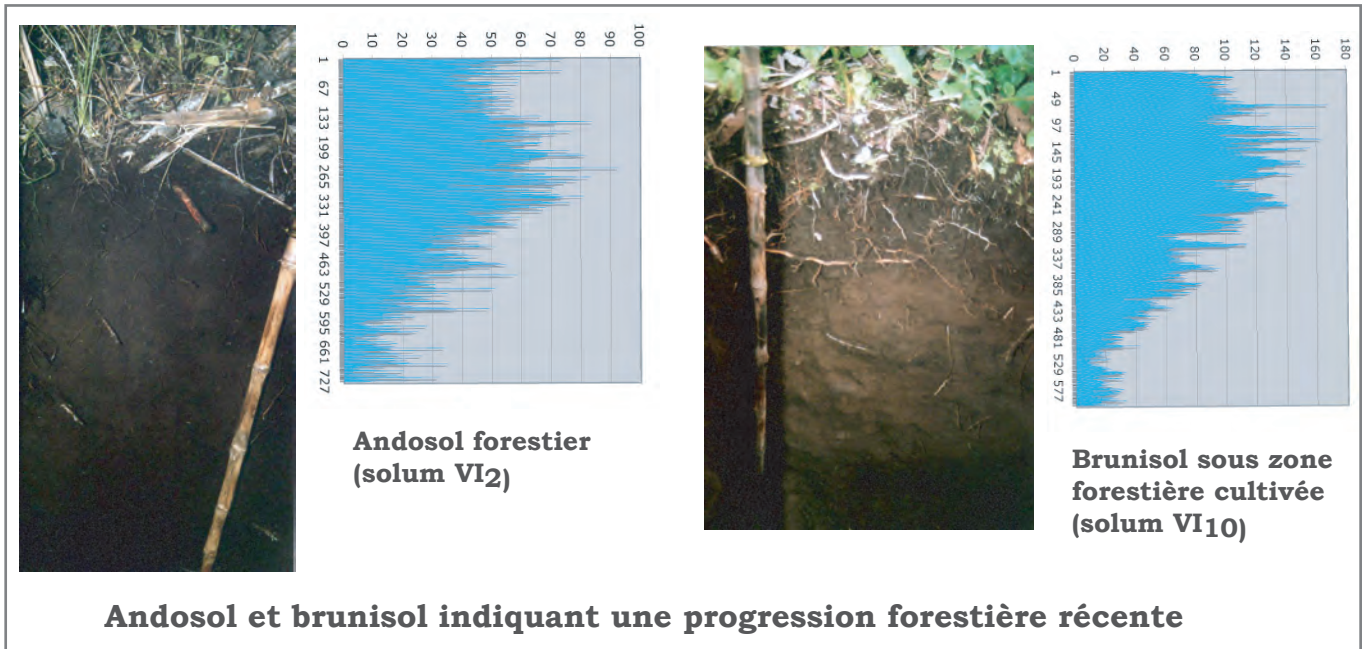 0 10 20 30 40 50 60 70 80 90 100
1 67 133 199 265 331 397 463 529 595 661 727
Andosol forestier
(solum VI2)
0 20 40 60 80 100 120 140 160 180
1 49 97 145 193 241 289 337 385 433 481 529 577
Brunisol sous zone
forestière cultivée
(solum VI10)
Andosol et brunisol indiquant une progression forestière récente